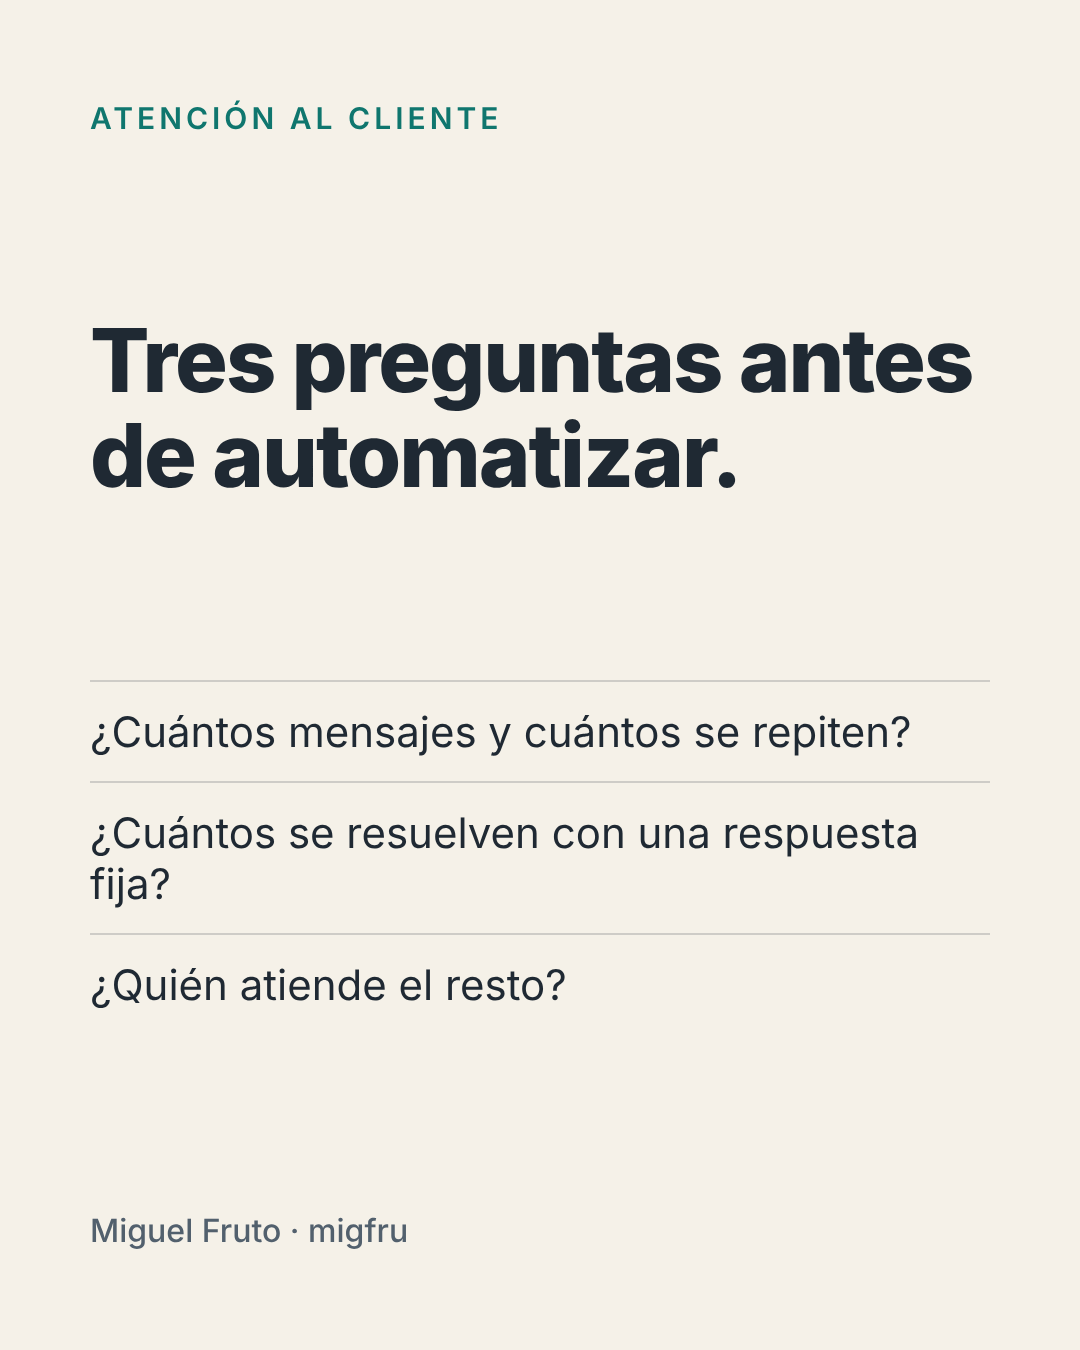 ATENCIÓN AL CLIENTE
Tres preguntas antes
de automatizar.
¿Cuántos mensajes y cuántos se repiten?
¿Cuántos se resuelven con una respuesta
fija?
¿Quién atiende el resto?
Miguel Fruto · migfru